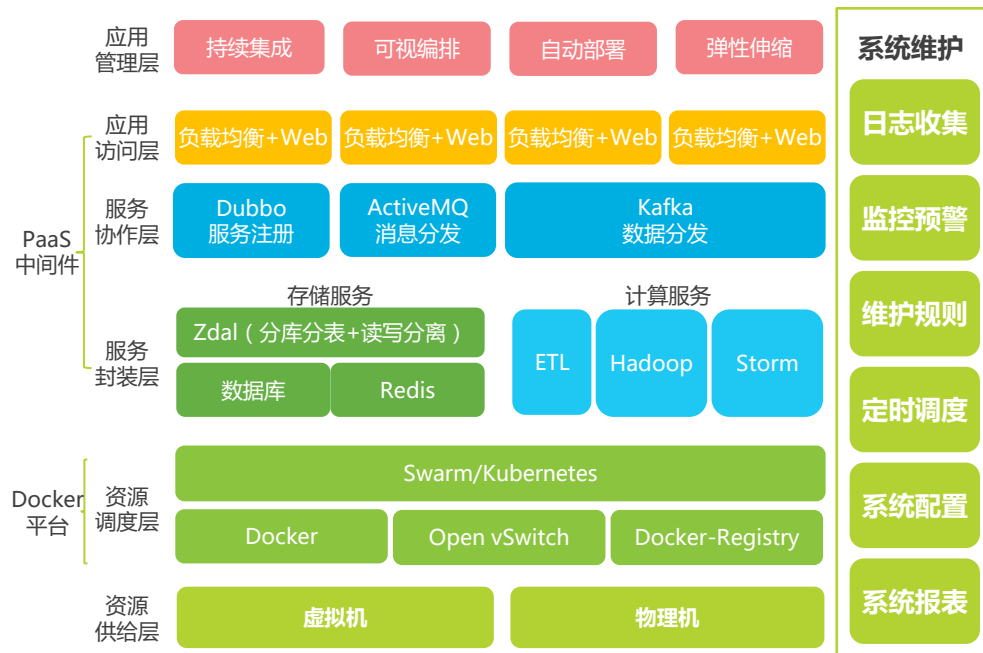 应用
管理层
持续集成
可视编排
自动部署
弹性伸缩
应用
访问层
负载均衡+Web
负载均衡+Web
负载均衡+Web
负载均衡+Web
PaaS
中间件
服务
协作层
Dubbo
服务注册
ActiveMQ
消息分发
Kafka
数据分发
服务
封装层
存储服务
Zdal（分库分表+读写分离）
数据库
Redis
计算服务
ETL
Hadoop
Storm
Docker
平台
资源
调度层
Swarm/Kubernetes
Docker
Open vSwitch
Docker-Registry
资源
供给层
虚拟机
物理机
系统维护
日志收集
监控预警
维护规则
定时调度
系统配置
系统报表